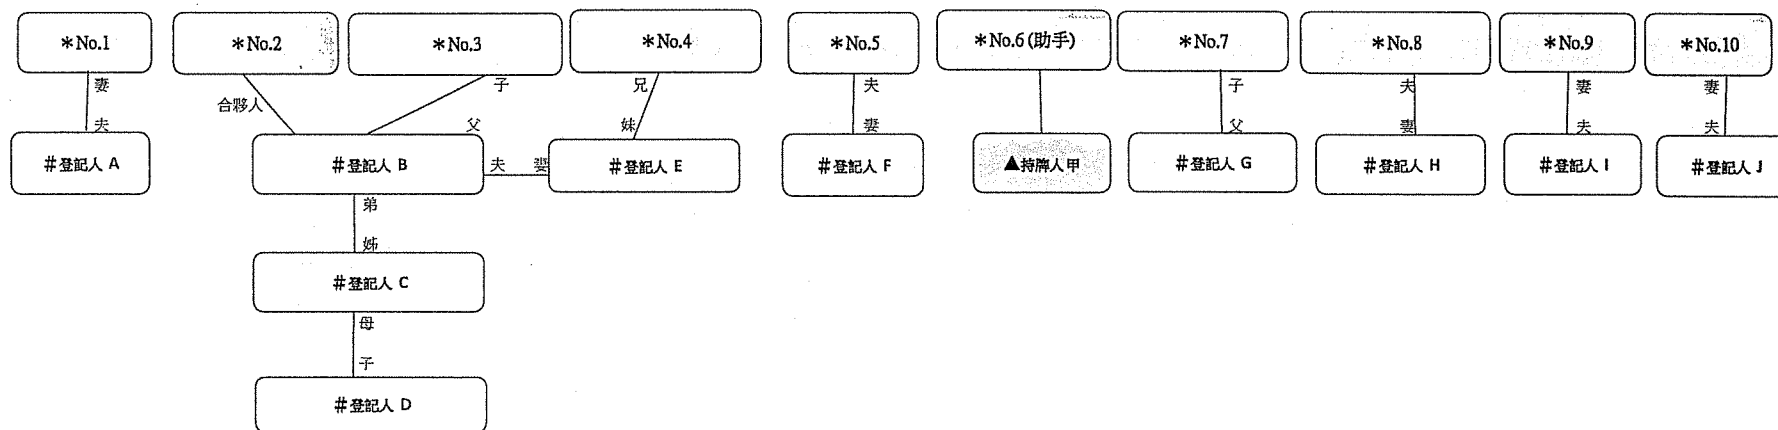 *No.1
*No.2
*No.3
*No.4
*No.5
*No.6(助手)
*No.7
*No.8
*No.9
*No.10
妻
合夥人
子
兄
夫
子
夫
妻
妻
夫
父
妹
妻
父
妻
夫
夫
#登記人 A
#登記人 B
夫
妻
#登記人 E
#登記人 F
▲持牌人甲
#登記人 G
#登記人 H
#登記人 I
#登記人 J
弟
姊
#登記人 C
母
子
#登記人 D